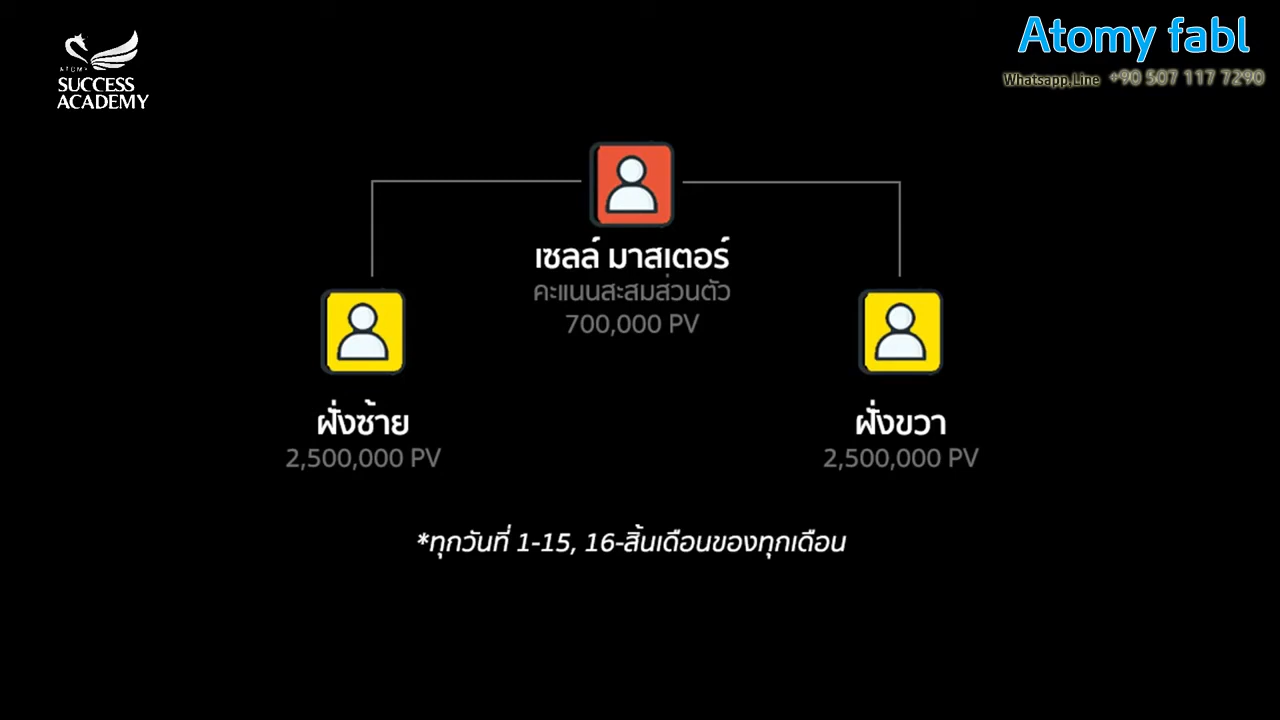 ATOMY
SUCCESS
ACADEMY
Atomy fabl
Whatsapp,Line +90 507 117 7290
เซลล์ มาสเตอร์
คะแนนสะสมส่วนตัว
700,000 PV
ฝั่งซ้าย
2,500,000 PV
ฝั่งขวา
2,500,000 PV
*ทุกวันที่ 1-15, 16-สิ้นเดือนของทุกเดือน